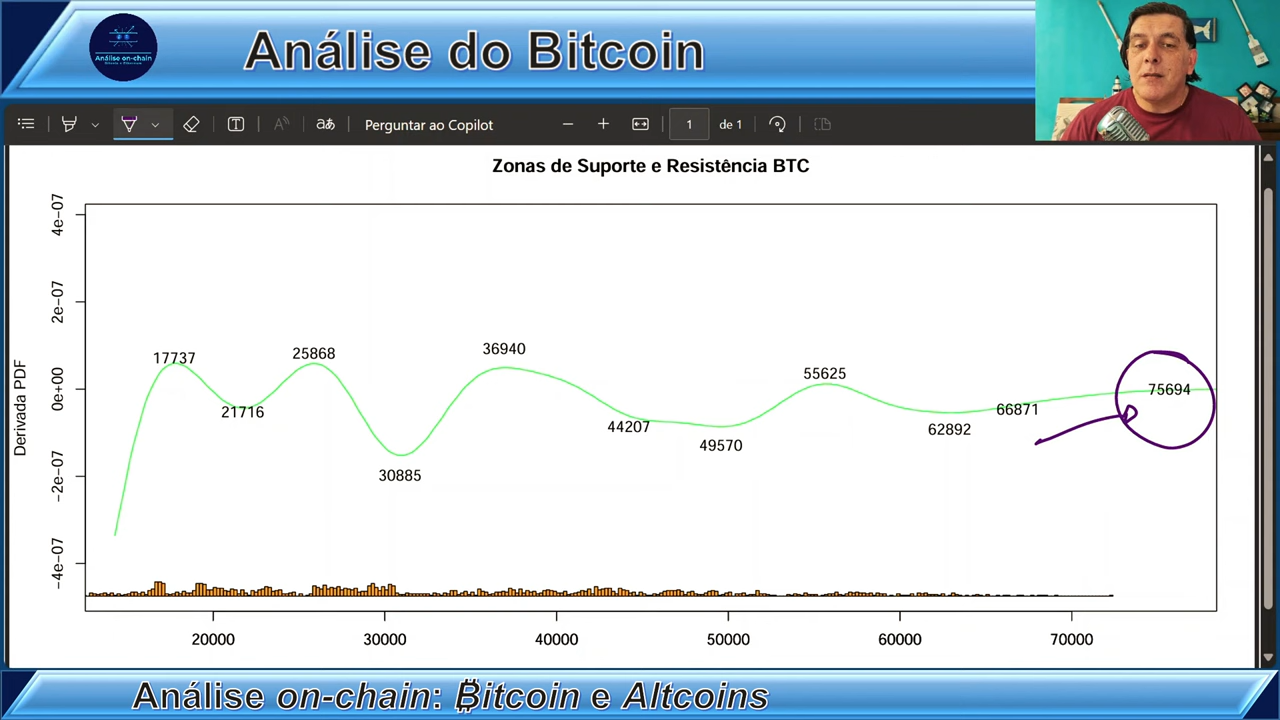 Análise on-chain
Bitcoin e Altcoins
Análise do Bitcoin
Perguntar ao Copilot
1
de 1
Zonas de Suporte e Resistência BTC
Derivada PDF
4e-07
2e-07
0e+00
−2e-07
−4e-07
17737
21716
25868
30885
36940
44207
49570
55625
62892
66871
75694
20000 30000 40000 50000 60000 70000
Análise on-chain: ₿itcoin e Altcoins